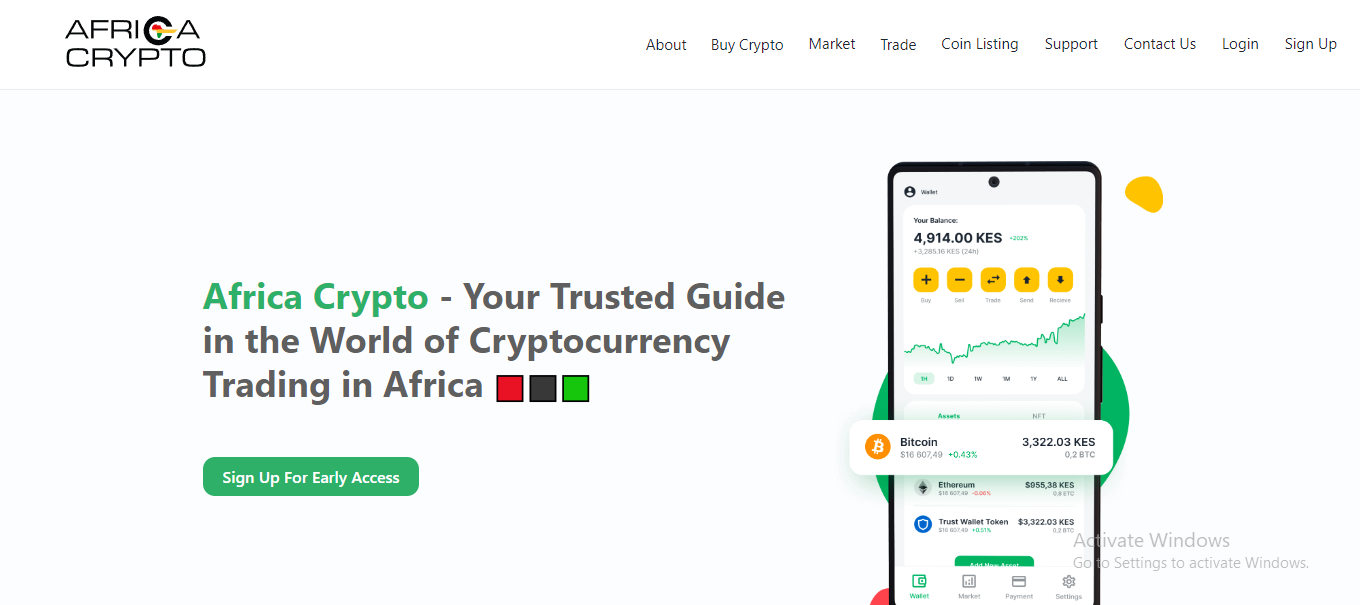 AFRICA
CRYPTO
About Buy Crypto Market Trade Coin Listing Support Contact Us Login Sign Up
Africa Crypto - Your Trusted Guide
in the World of Cryptocurrency
Trading in Africa
Sign Up For Early Access
Wallet
Your Balance:
4,914.00 KES +202%
+3,285.16 KES (24h)
Buy Sell Trade Send Recieve
1H 1D 1W 1M 1Y ALL
Assets NFT
Bitcoin 3,322.03 KES
$16 607,49 +0.43% 0,2 BTC
Ethereum $955,38 KES
$16 607,49 -0.06% 0,8 ETC
Trust Wallet Token $3,322.03 KES
$16 607,49 +0.51% 0,2 BTC
Add New Asset
Wallet Market Payment Settings
Activate Windows
Go to Settings to activate Windows.